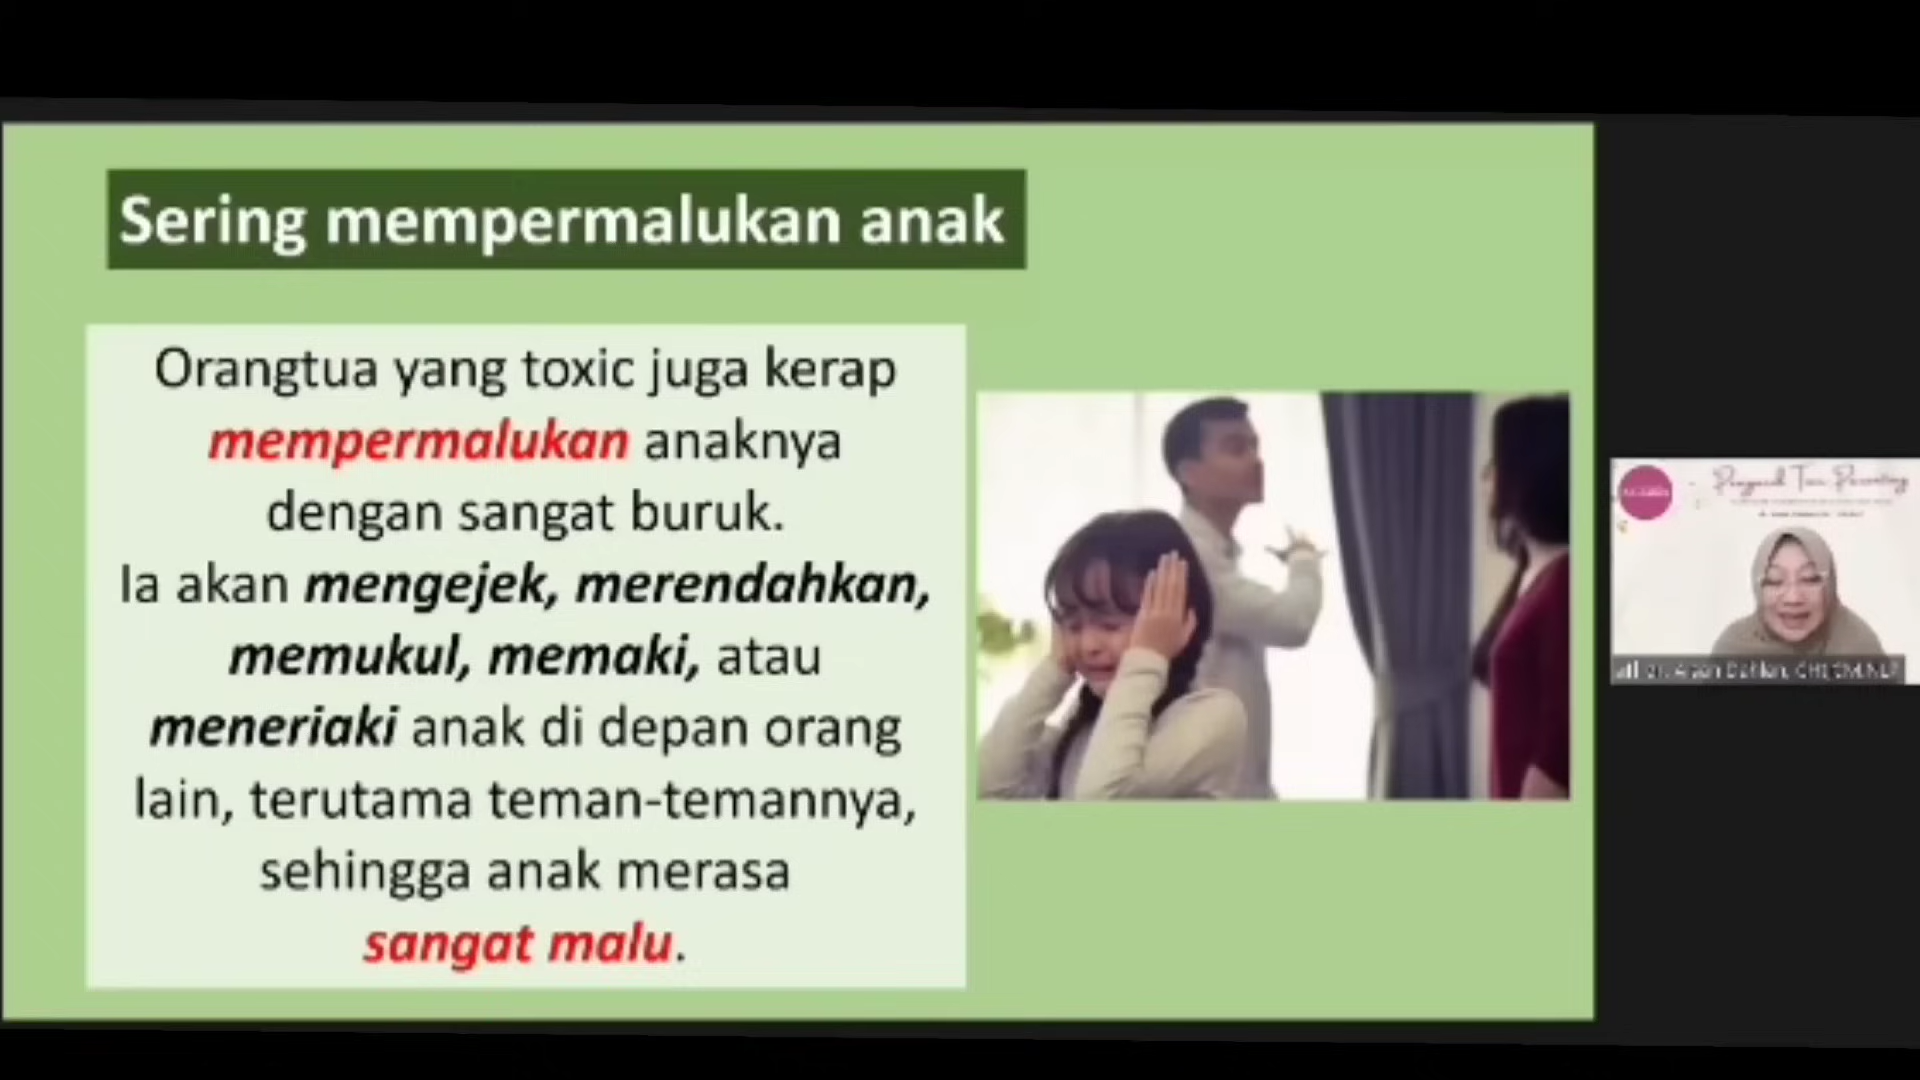 Sering mempermalukan anak
Orangtua yang toxic juga kerap
mempermalukan anaknya
dengan sangat buruk.
Ia akan mengejek, merendahkan,
memukul, memaki, atau
meneriaki anak di depan orang
lain, terutama teman-temannya,
sehingga anak merasa
sangat malu.
Dahlan,